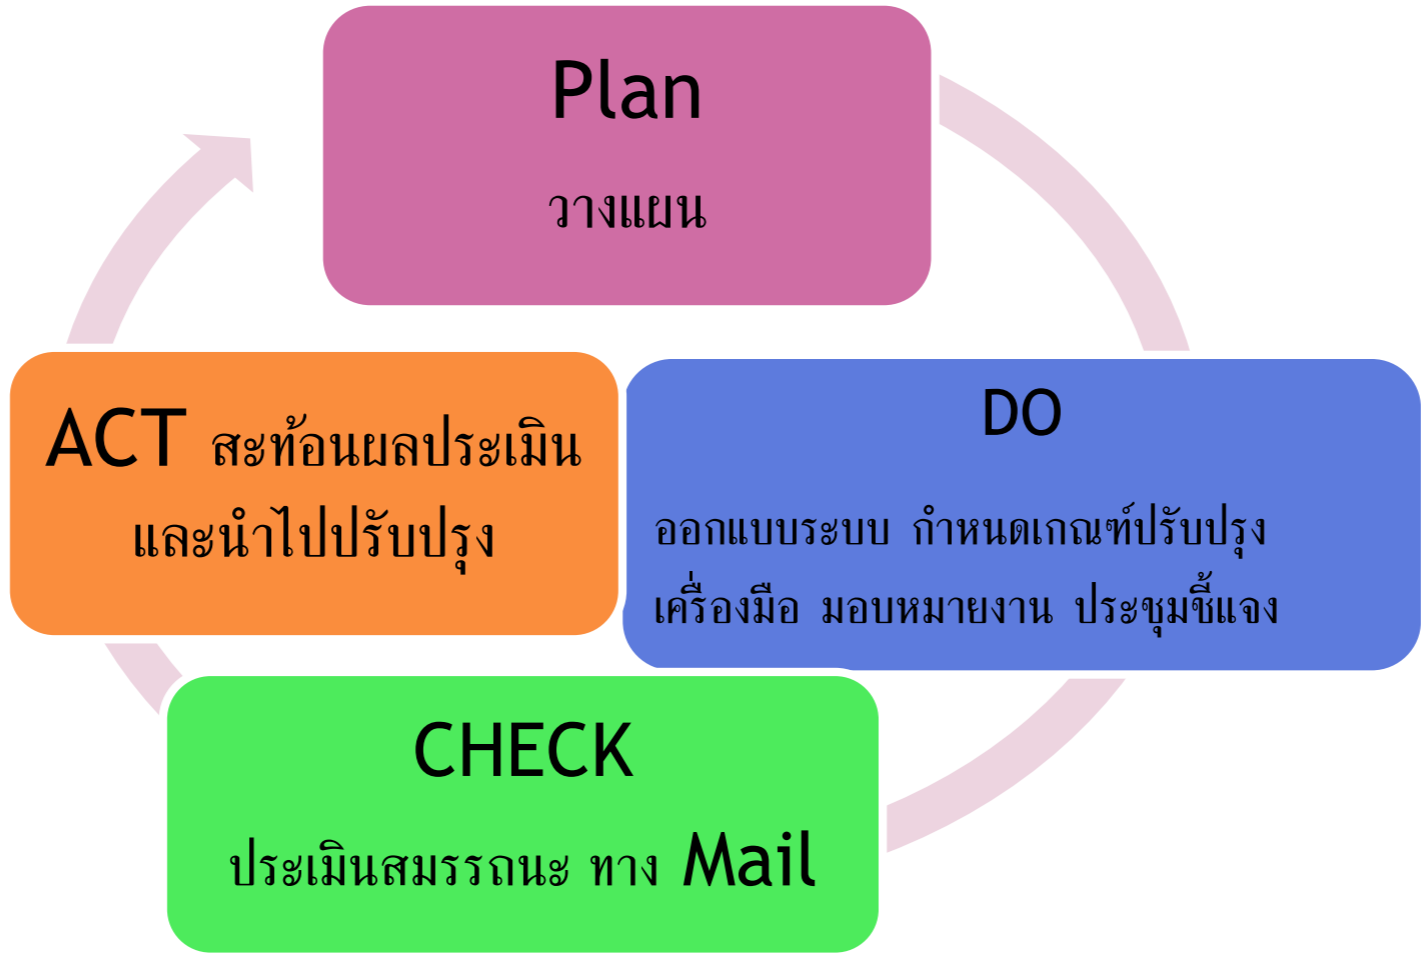 Plan
วางแผน
DO
ออกแบบระบบ กำหนดเกณฑ์ปรับปรุง
เครื่องมือ มอบหมายงาน ประชุมชี้แจง
CHECK
ประเมินสมรรถนะ ทาง Mail
ACT สะท้อนผลประเมิน
และนำไปปรับปรุง